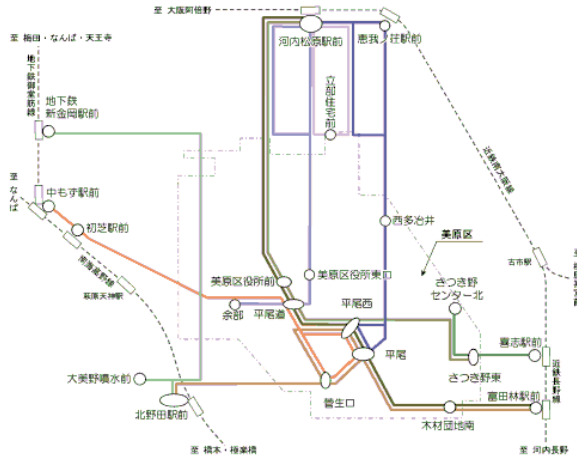 至 大阪阿倍野
河内松原駅前
恵我ノ荘駅前
至 梅田・なんば・天王寺
地下鉄御堂筋線
地下鉄
新金岡駅前
立部住宅前
近鉄南大阪線
至 なんば
中もず駅前
初芝駅前
西多治井
美原区
南海高野線
萩原天神駅
美原区役所前
美原区役所東口
さつき野
センター北
古市駅
余部
平尾道
平尾西
平尾
喜志駅前
さつき野東
近鉄長野線
大美野噴水前
北野田駅前
菅生口
木材団地南
富田林駅前
至 橋本・極楽橋
至 河内長野